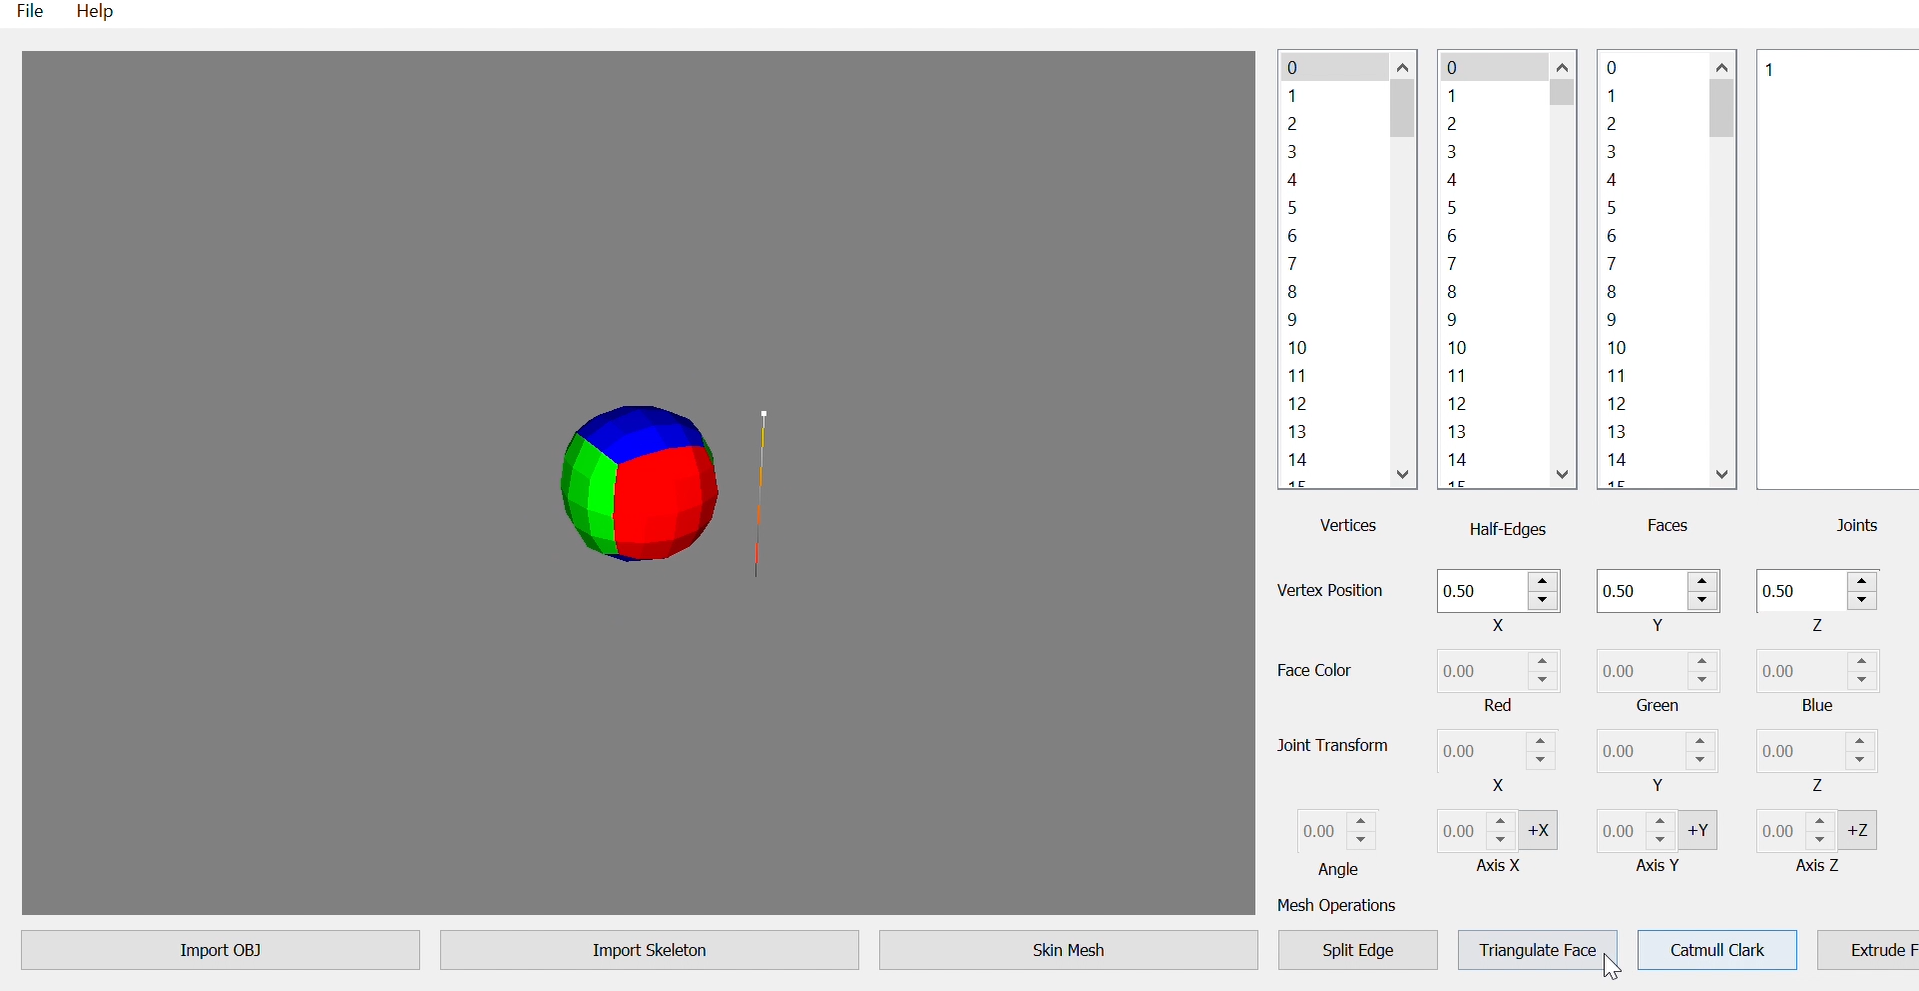 File Help
0 0 0 1
1 1 1
2 2 2
3 3 3
4 4 4
5 5 5
6 6 6
7 7 7
8 8 8
9 9 9
10 10 10
11 11 11
12 12 12
13 13 13
14 14 14
15 15 15
Vertices Half-Edges Faces Joints
Vertex Position 0.50 0.50 0.50
X Y Z
Face Color 0.00 0.00 0.00
Red Green Blue
Joint Transform 0.00 0.00 0.00
X Y Z
0.00 0.00 +X 0.00 +Y 0.00 +Z
Angle Axis X Axis Y Axis Z
Mesh Operations
Import OBJ Import Skeleton Skin Mesh Split Edge Triangulate Face Catmull Clark Extrude F